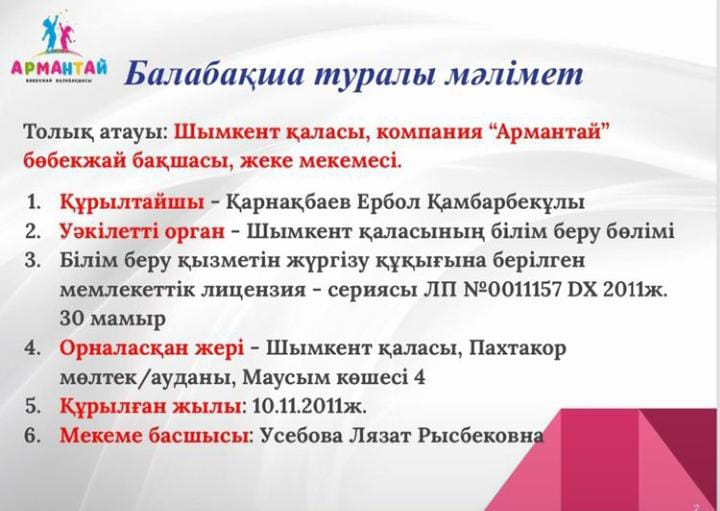 АРМАНТАЙ
БӨБЕКЖАЙ БАЛАБАҚШАСЫ
Балабақша туралы мәлімет
Толық атауы: Шымкент қаласы, компания “Армантай”
бөбекжай бақшасы, жеке мекемесі.
1. Құрылтайшы - Қарнақбаев Ербол Қамбарбекұлы
2. Уәкілетті орган - Шымкент қаласының білім беру бөлімі
3. Білім беру қызметін жүргізу құқығына берілген
мемлекеттік лицензия - сериясы ЛП №0011157 DX 2011ж.
30 мамыр
4. Орналасқан жері - Шымкент қаласы, Пахтакор
мөлтек/ауданы, Маусым көшесі 4
5. Құрылған жылы: 10.11.2011ж.
6. Мекеме басшысы: Усебова Лязат Рысбековна
2